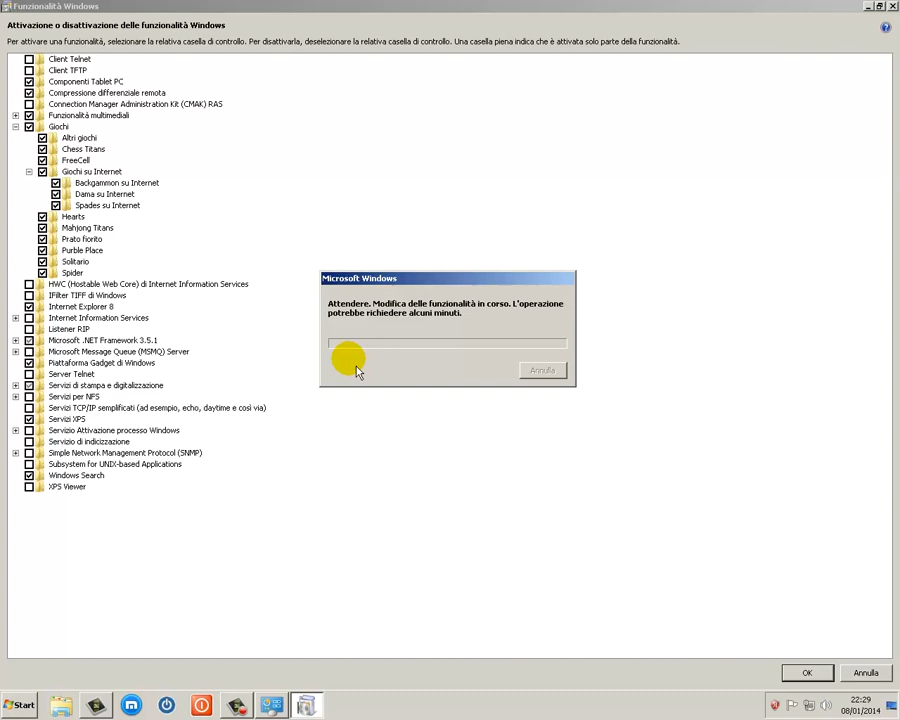 Funzionalità Windows
Attivazione o disattivazione delle funzionalità Windows
Per attivare una funzionalità, selezionare la relativa casella di controllo. Per disattivarla, deselezionare la relativa casella di controllo. Una casella piena indica che è attivata solo parte della funzionalità.
Client Telnet
Client TFTP
Componenti Tablet PC
Compressione differenziale remota
Connection Manager Administration Kit (CMAK) RAS
Funzionalità multimediali
Giochi
Altri giochi
Chess Titans
FreeCell
Giochi su Internet
Backgammon su Internet
Dama su Internet
Spades su Internet
Hearts
Mahjong Titans
Prato fiorito
Purble Place
Solitario
Spider
HWC (Hostable Web Core) di Internet Information Services
IFilter TIFF di Windows
Internet Explorer 8
Internet Information Services
Listener RIP
Microsoft .NET Framework 3.5.1
Microsoft Message Queue (MSMQ) Server
Piattaforma Gadget di Windows
Server Telnet
Servizi di stampa e digitalizzazione
Servizi per NFS
Servizi TCP/IP semplificati (ad esempio, echo, daytime e così via)
Servizi XPS
Servizio Attivazione processo Windows
Servizio di indicizzazione
Simple Network Management Protocol (SNMP)
Subsystem for UNIX-based Applications
Windows Search
XPS Viewer
Microsoft Windows
Attendere. Modifica delle funzionalità in corso. L'operazione
potrebbe richiedere alcuni minuti.
Annulla
OK
Annulla
Start
22:29
08/01/2014